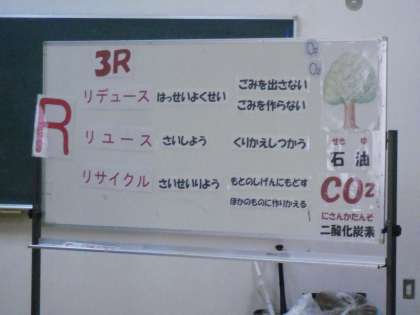 3R
O₂
O₂
R
リデュース はっせいよくせい ごみを出さない
ごみを作らない
リユース さいしよう くりかえしつかう
リサイクル さいせいりよう もとのしげんにもどす
ほかのものに作りかえる
せき ゆ
石油
CO₂
にさんかたんそ
二酸化炭素